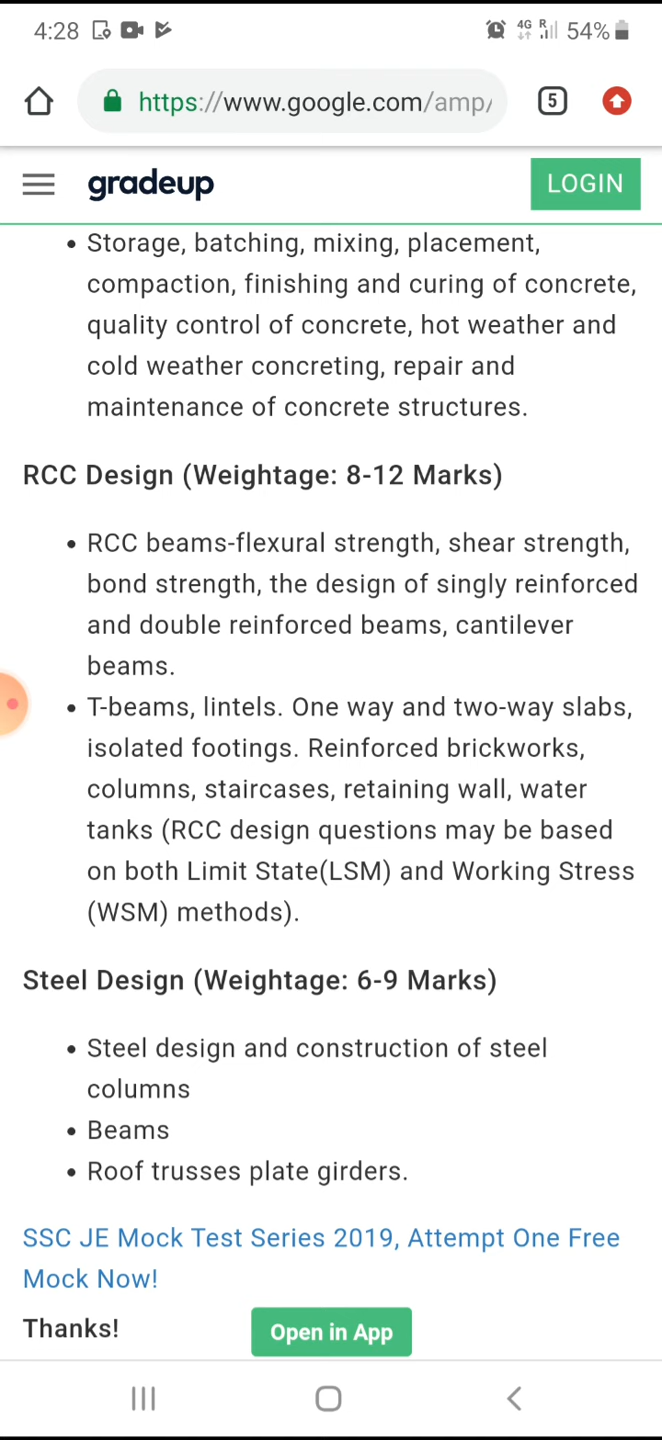 4:28
4G R 54%
https://www.google.com/amp/
5
gradeup
LOGIN
• Storage, batching, mixing, placement,
compaction, finishing and curing of concrete,
quality control of concrete, hot weather and
cold weather concreting, repair and
maintenance of concrete structures.
RCC Design (Weightage: 8-12 Marks)
• RCC beams-flexural strength, shear strength,
bond strength, the design of singly reinforced
and double reinforced beams, cantilever
beams.
• T-beams, lintels. One way and two-way slabs,
isolated footings. Reinforced brickworks,
columns, staircases, retaining wall, water
tanks (RCC design questions may be based
on both Limit State(LSM) and Working Stress
(WSM) methods).
Steel Design (Weightage: 6-9 Marks)
• Steel design and construction of steel
columns
• Beams
• Roof trusses plate girders.
SSC JE Mock Test Series 2019, Attempt One Free
Mock Now!
Thanks!
Open in App